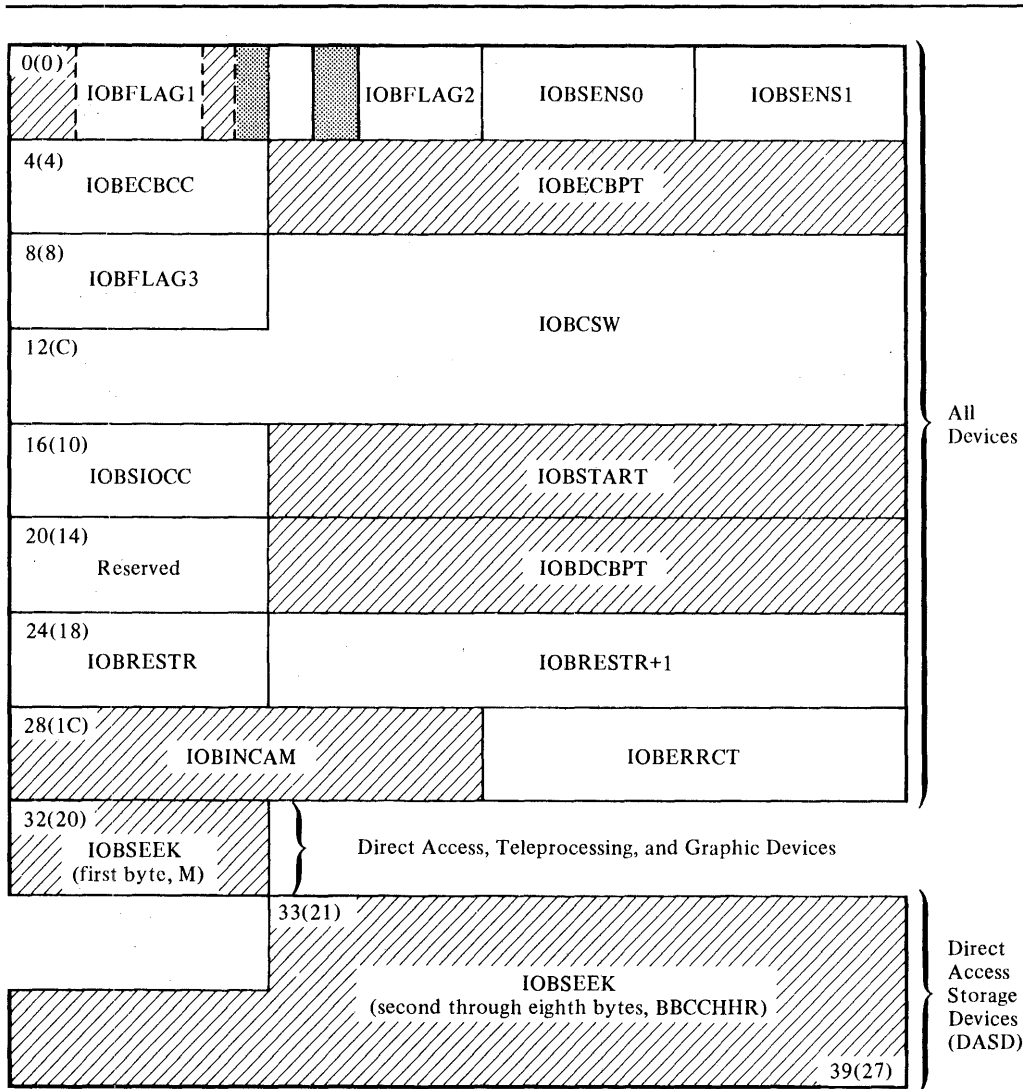 0(0)
IOBFLAG1
IOBFLAG2
IOBSENS0
IOBSENS1
4(4)
IOBECBCC
IOBECBPT
8(8)
IOBFLAG3
IOBCSW
12(C)
16(10)
IOBSIOCC
IOBSTART
20(14)
Reserved
IOBDCBPT
24(18)
IOBRESTR
IOBRESTR+1
28(1C)
IOBINCAM
IOBERRCT
All
Devices
32(20)
IOBSEEK
(first byte, M)
Direct Access, Teleprocessing, and Graphic Devices
33(21)
IOBSEEK
(second through eighth bytes, BBCCHHR)
39(27)
Direct
Access
Storage
Devices
(DASD)